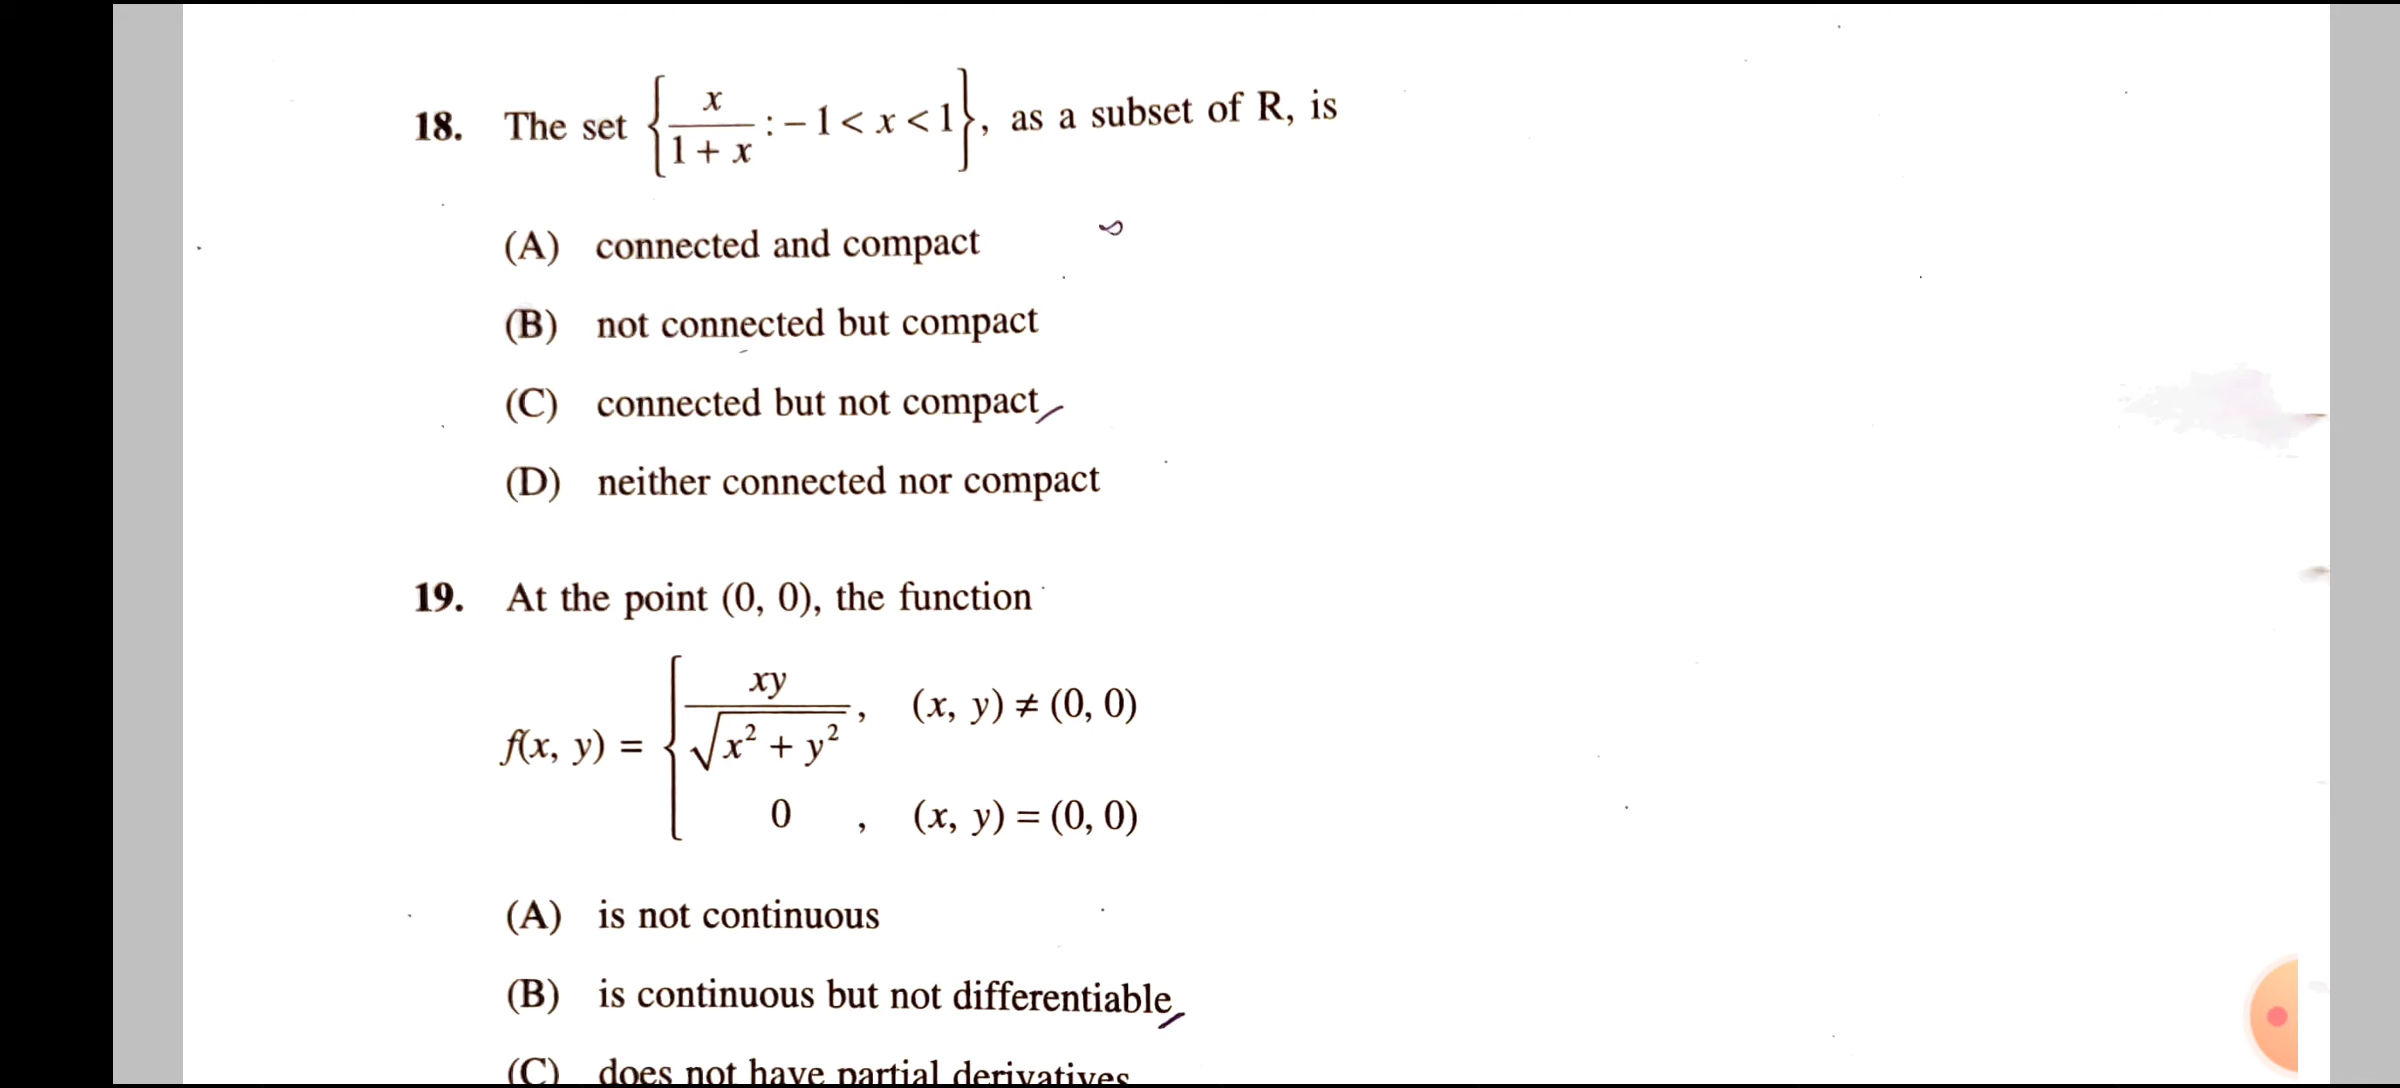 18. The set {x/(1 + x) : – 1 < x < 1}, as a subset of R, is
(A) connected and compact
(B) not connected but compact
(C) connected but not compact
(D) neither connected nor compact
19. At the point (0, 0), the function
f(x, y) = { xy/√(x² + y²), (x, y) ≠ (0, 0)
0 , (x, y) = (0, 0)
(A) is not continuous
(B) is continuous but not differentiable
(C) does not have partial derivatives